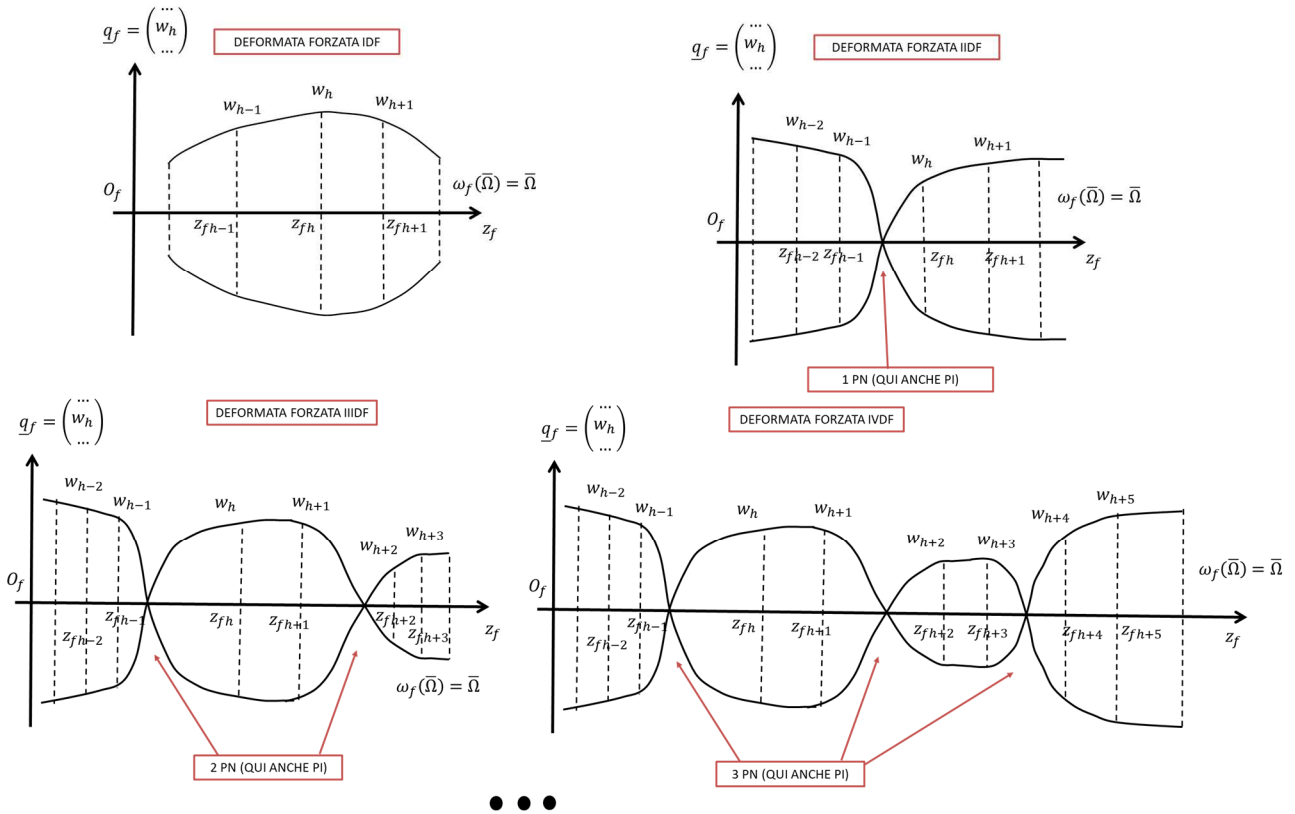 q_f = (... w_h ...)
DEFORMATA FORZATA IDF
w_{h-1}
w_h
w_{h+1}
O_f
ω_f(Ω̅) = Ω̅
z_{fh-1}
z_{fh}
z_{fh+1}
z_f
q_f = (... w_h ...)
DEFORMATA FORZATA IIDF
w_{h-2}
w_{h-1}
w_h
w_{h+1}
ω_f(Ω̅) = Ω̅
O_f
z_{fh-2}
z_{fh-1}
z_{fh}
z_{fh+1}
z_f
1 PN (QUI ANCHE PI)
q_f = (... w_h ...)
DEFORMATA FORZATA IIIDF
w_{h-2}
w_{h-1}
w_h
w_{h+1}
w_{h+2}
w_{h+3}
O_f
z_{fh-2}
z_{fh-1}
z_{fh}
z_{fh+1}
z_{fh+2}
z_{fh+3}
z_f
ω_f(Ω̅) = Ω̅
2 PN (QUI ANCHE PI)
q_f = (... w_h ...)
DEFORMATA FORZATA IVDF
w_{h-2}
w_{h-1}
w_h
w_{h+1}
w_{h+2}
w_{h+3}
w_{h+4}
w_{h+5}
ω_f(Ω̅) = Ω̅
O_f
z_{fh-2}
z_{fh-1}
z_{fh}
z_{fh+1}
z_{fh+2}
z_{fh+3}
z_{fh+4}
z_{fh+5}
z_f
3 PN (QUI ANCHE PI)